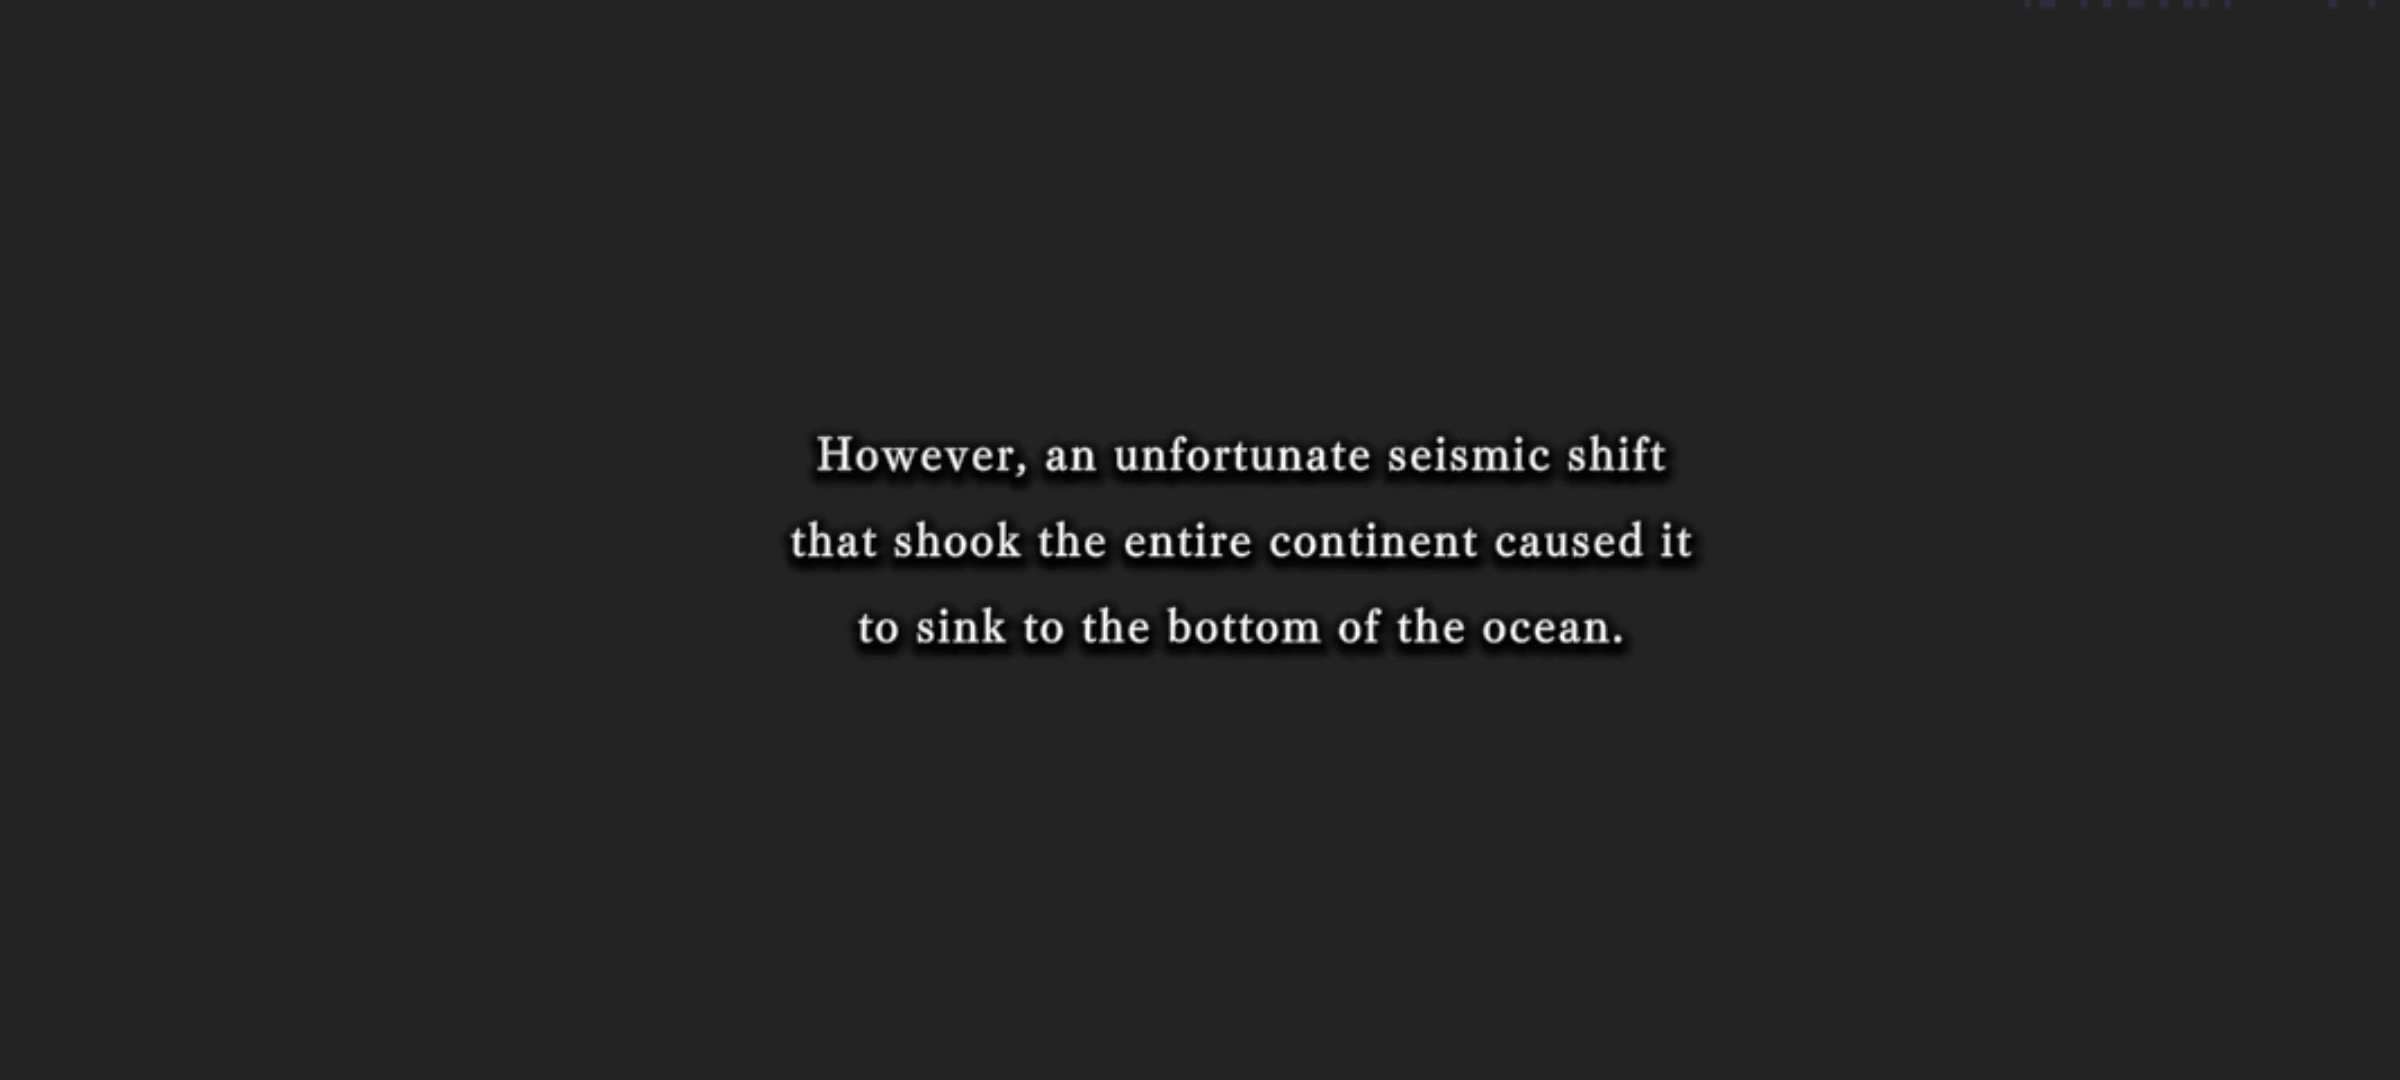 However, an unfortunate seismic shift
that shook the entire continent caused it
to sink to the bottom of the ocean.